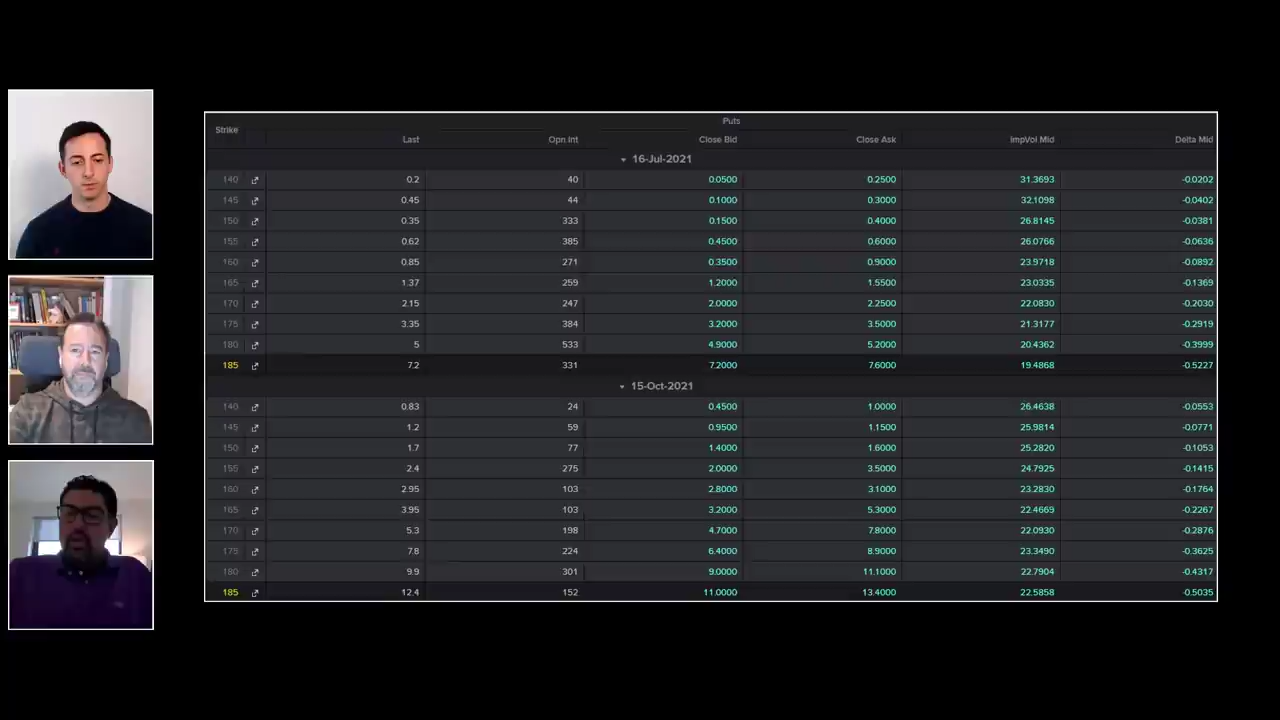 Puts
Strike Last Opn Int Close Bid Close Ask ImpVol Mid Delta Mid
16-Jul-2021
140 0.2 40 0.0500 0.2500 31.3693 -0.0202
145 0.45 44 0.1000 0.3000 32.1098 -0.0402
150 0.35 333 0.1500 0.4000 26.8145 -0.0381
155 0.62 385 0.4500 0.6000 26.0766 -0.0636
160 0.85 271 0.3500 0.9000 23.9718 -0.0892
165 1.37 259 1.2000 1.5500 23.0335 -0.1369
170 2.15 247 2.0000 2.2500 22.0830 -0.2030
175 3.35 384 3.2000 3.5000 21.3177 -0.2919
180 5 533 4.9000 5.2000 20.4362 -0.3999
185 7.2 331 7.2000 7.6000 19.4868 -0.5227
15-Oct-2021
140 0.83 24 0.4500 1.0000 26.4638 -0.0553
145 1.2 59 0.9500 1.1500 25.9814 -0.0771
150 1.7 77 1.4000 1.6000 25.2820 -0.1053
155 2.4 275 2.0000 3.5000 24.7925 -0.1415
160 2.95 103 2.8000 3.1000 23.2830 -0.1764
165 3.95 103 3.2000 5.3000 22.4669 -0.2267
170 5.3 198 4.7000 7.8000 22.0930 -0.2876
175 7.8 224 6.4000 8.9000 23.3490 -0.3625
180 9.9 301 9.0000 11.1000 22.7904 -0.4317
185 12.4 152 11.0000 13.4000 22.5858 -0.5035